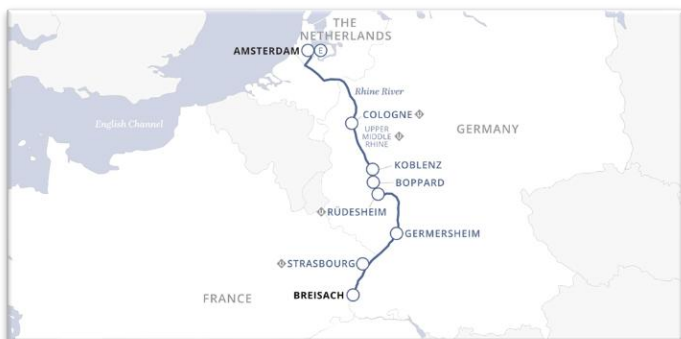 THE
NETHERLANDS
AMSTERDAM
E
Rhine River
English Channel
COLOGNE
UPPER
MIDDLE
RHINE
GERMANY
KOBLENZ
BOPPARD
RÜDESHEIM
GERMERSHEIM
STRASBOURG
BREISACH
FRANCE